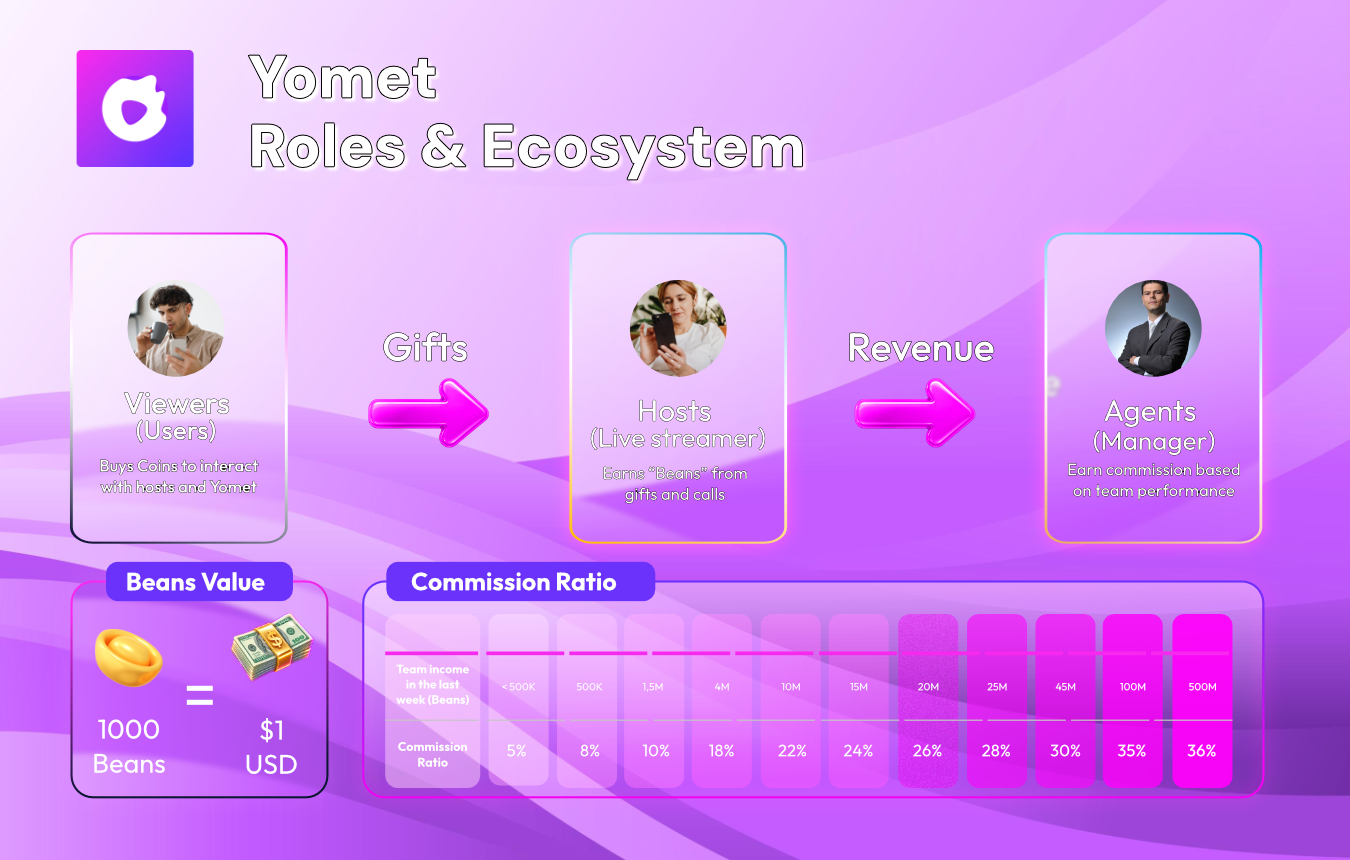 Yomet
Roles & Ecosystem
Gifts
Revenue
Viewers
(Users)
Buys Coins to interact
with hosts and Yomet
Hosts
(Live streamer)
Earns “Beans” from
gifts and calls
Agents
(Manager)
Earn commission based
on team performance
Beans Value
1000
Beans
=
$1
USD
Commission Ratio
Team income
in the last
week (Beans)
<500K 500K 1,5M 4M 10M 15M 20M 25M 45M 100M 500M
Commission
Ratio
5% 8% 10% 18% 22% 24% 26% 28% 30% 35% 36%